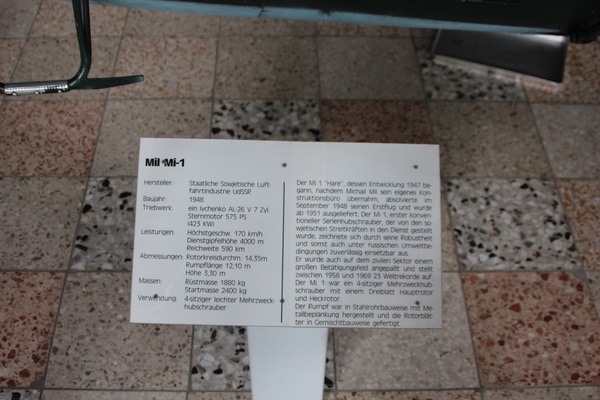 Mil Mi-1
Hersteller: Staatliche Sowjetische Luft-
fahrtindustrie UdSSR
Baujahr: 1948
Triebwerk: ein Ivchenko AL-26 V 7 Zyl.
Sternmotor 575 PS
(423 KW)
Leistungen: Höchstgeschw. 170 km/h
Dienstgipfelhöhe 4000 m
Reichweite 590 km
Abmessungen: Rotorkreisdurchm. 14,35m
Rumpflänge 12,10 m
Höhe 3,30 m
Massen: Rüstmasse 1880 kg
Startmasse 2400 kg
Verwendung: 4-sitziger leichter Mehrzweck-
hubschrauber
Der Mi 1 "Hare", dessen Entwicklung 1947 be-
gann, nachdem Michail Mil sein eigenes Kon-
struktionsbüro übernahm, absolvierte im
September 1948 seinen Erstflug und wurde
ab 1951 ausgeliefert. Der Mi 1, erster konven-
tioneller Serienhubschrauber, der von den so-
wjetischen Streitkräften in den Dienst gestellt
wurde, zeichnete sich durch seine Robustheit
und somit auch unter russischen Umweltbe-
dingungen zuverlässig einsetzbar aus.
Er wurde auch auf dem zivilen Sektor einem
großen Betätigungsfeld angepaßt und stellt
zwischen 1958 und 1969 23 Weltrekorde auf.
Der Mi 1 war ein 4-sitziger Mehrzweckhub-
schrauber mit einem Dreiblatt Hauptrotor
und Heckrotor.
Der Rumpf war in Stahlrohrbauweise mit Me-
tallbeplankung hergestellt und die Rotorblät-
ter in Gemischtbauweise gefertigt.